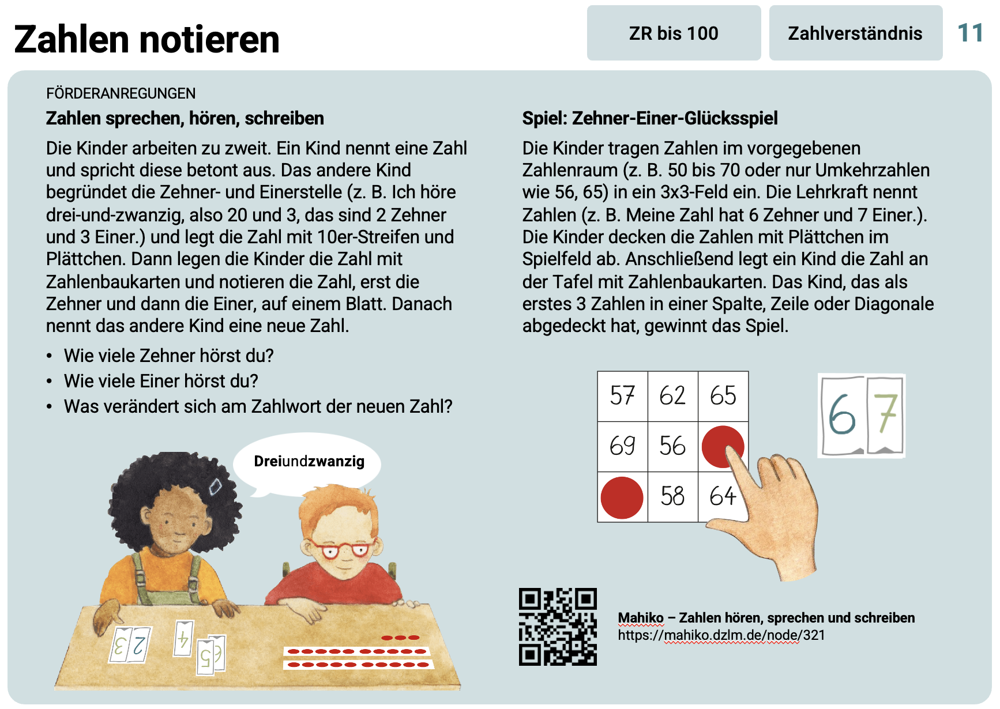 Zahlen notieren
ZR bis 100
Zahlverständnis
11
FÖRDERANREGUNGEN
Zahlen sprechen, hören, schreiben
Die Kinder arbeiten zu zweit. Ein Kind nennt eine Zahl
und spricht diese betont aus. Das andere Kind
begründet die Zehner- und Einerstelle (z. B. Ich höre
drei-und-zwanzig, also 20 und 3, das sind 2 Zehner
und 3 Einer.) und legt die Zahl mit 10er-Streifen und
Plättchen. Dann legen die Kinder die Zahl mit
Zahlenbaukarten und notieren die Zahl, erst die
Zehner und dann die Einer, auf einem Blatt. Danach
nennt das andere Kind eine neue Zahl.
• Wie viele Zehner hörst du?
• Wie viele Einer hörst du?
• Was verändert sich am Zahlwort der neuen Zahl?
Dreiundzwanzig
2 3
4
5
Spiel: Zehner-Einer-Glücksspiel
Die Kinder tragen Zahlen im vorgegebenen
Zahlenraum (z. B. 50 bis 70 oder nur Umkehrzahlen
wie 56, 65) in ein 3x3-Feld ein. Die Lehrkraft nennt
Zahlen (z. B. Meine Zahl hat 6 Zehner und 7 Einer.).
Die Kinder decken die Zahlen mit Plättchen im
Spielfeld ab. Anschließend legt ein Kind die Zahl an
der Tafel mit Zahlenbaukarten. Das Kind, das als
erstes 3 Zahlen in einer Spalte, Zeile oder Diagonale
abgedeckt hat, gewinnt das Spiel.
57 62 65
69 56
58 64
6 7
Mahiko – Zahlen hören, sprechen und schreiben
https://mahiko.dzlm.de/node/321